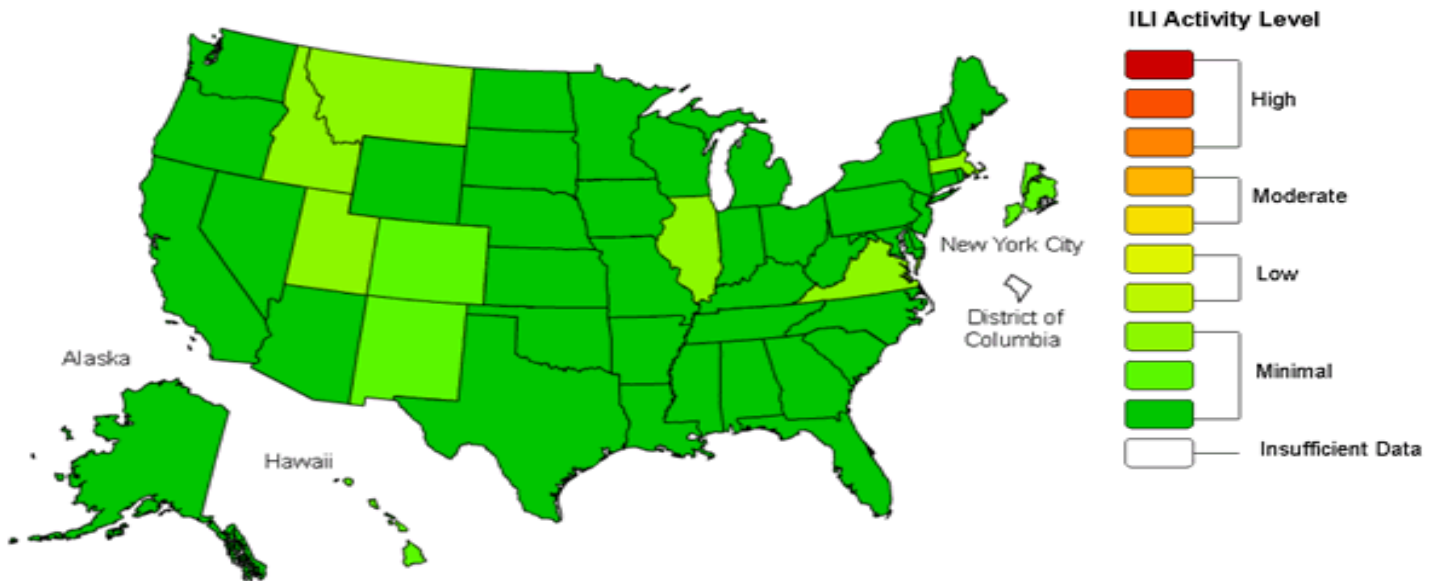 ILI Activity Level
High
Moderate
Low
Minimal
Insufficient Data
New York City
District of
Columbia
Alaska
Hawaii